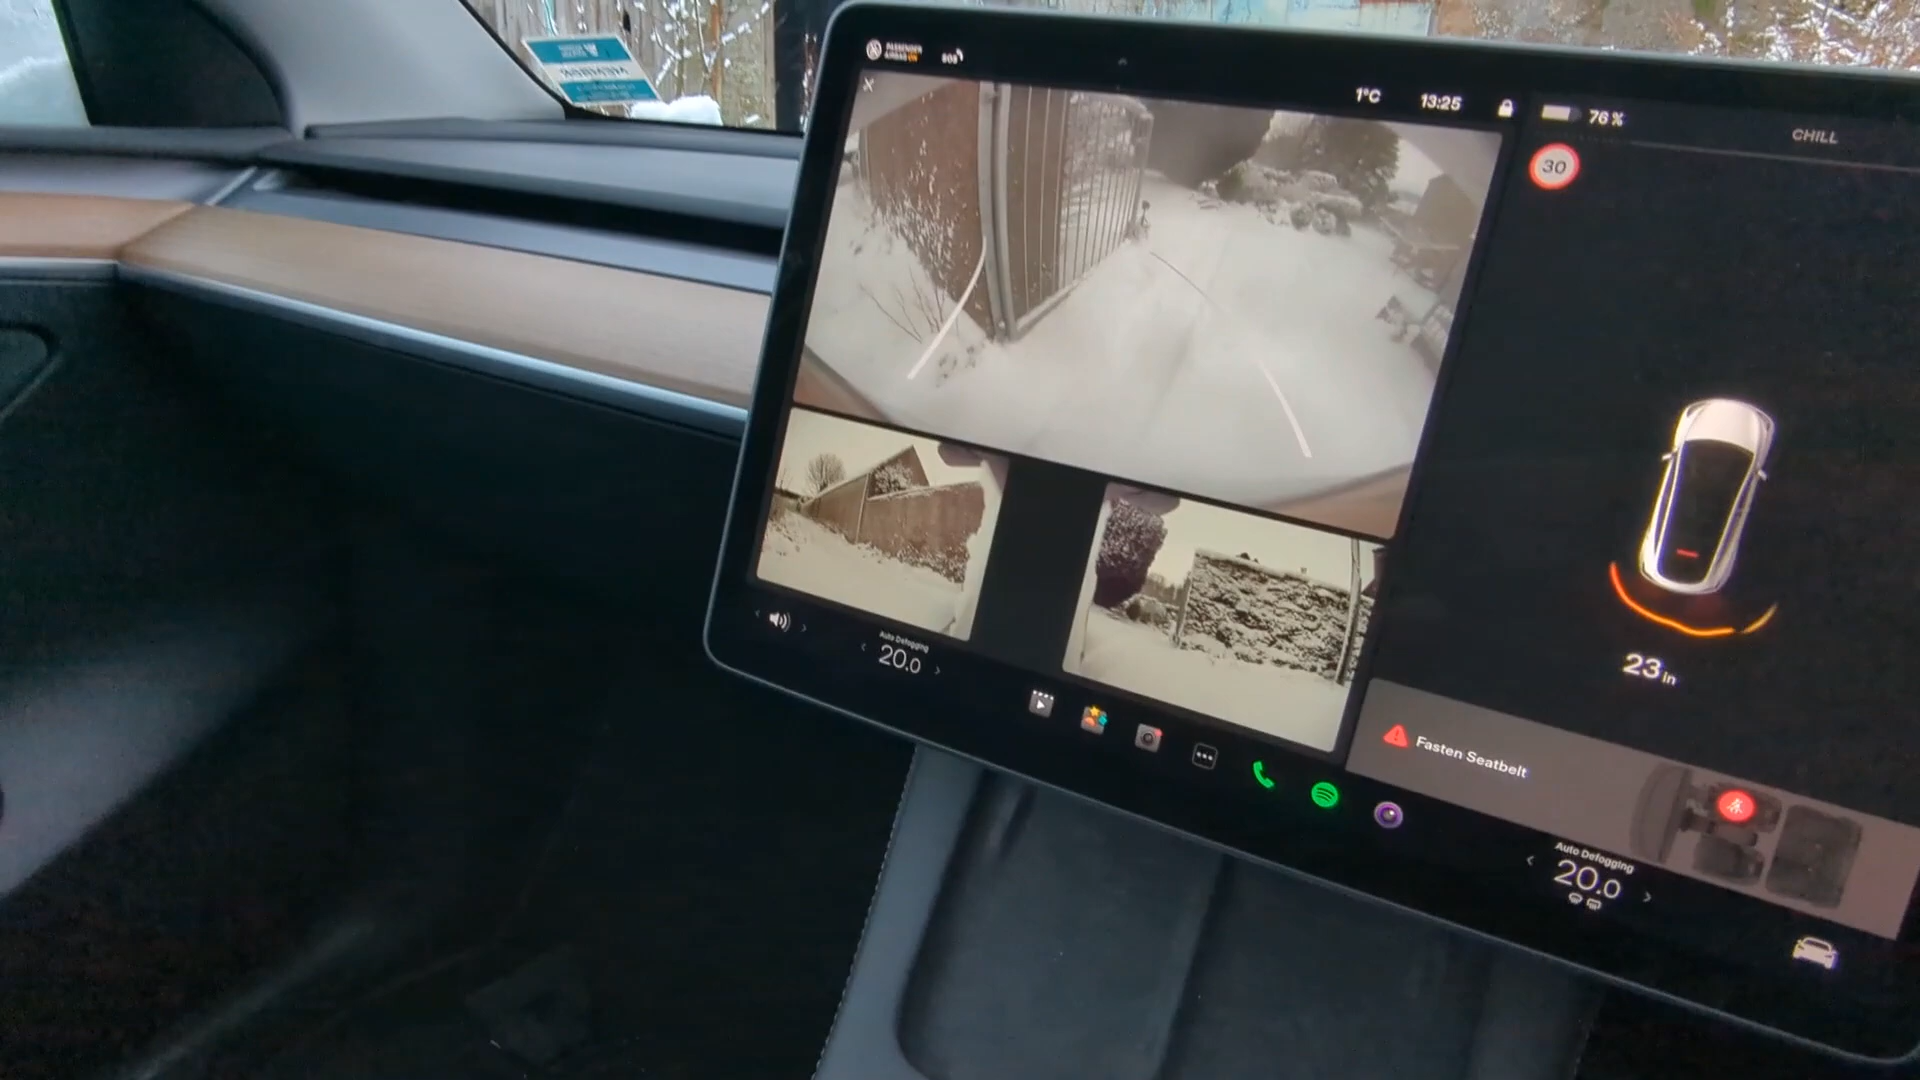 PASSENGER
AIRBAG ON
SOS
1°C
13:25
76 %
CHILL
30
23 in
Auto Defogging
20.0
Fasten Seatbelt
Auto Defogging
20.0